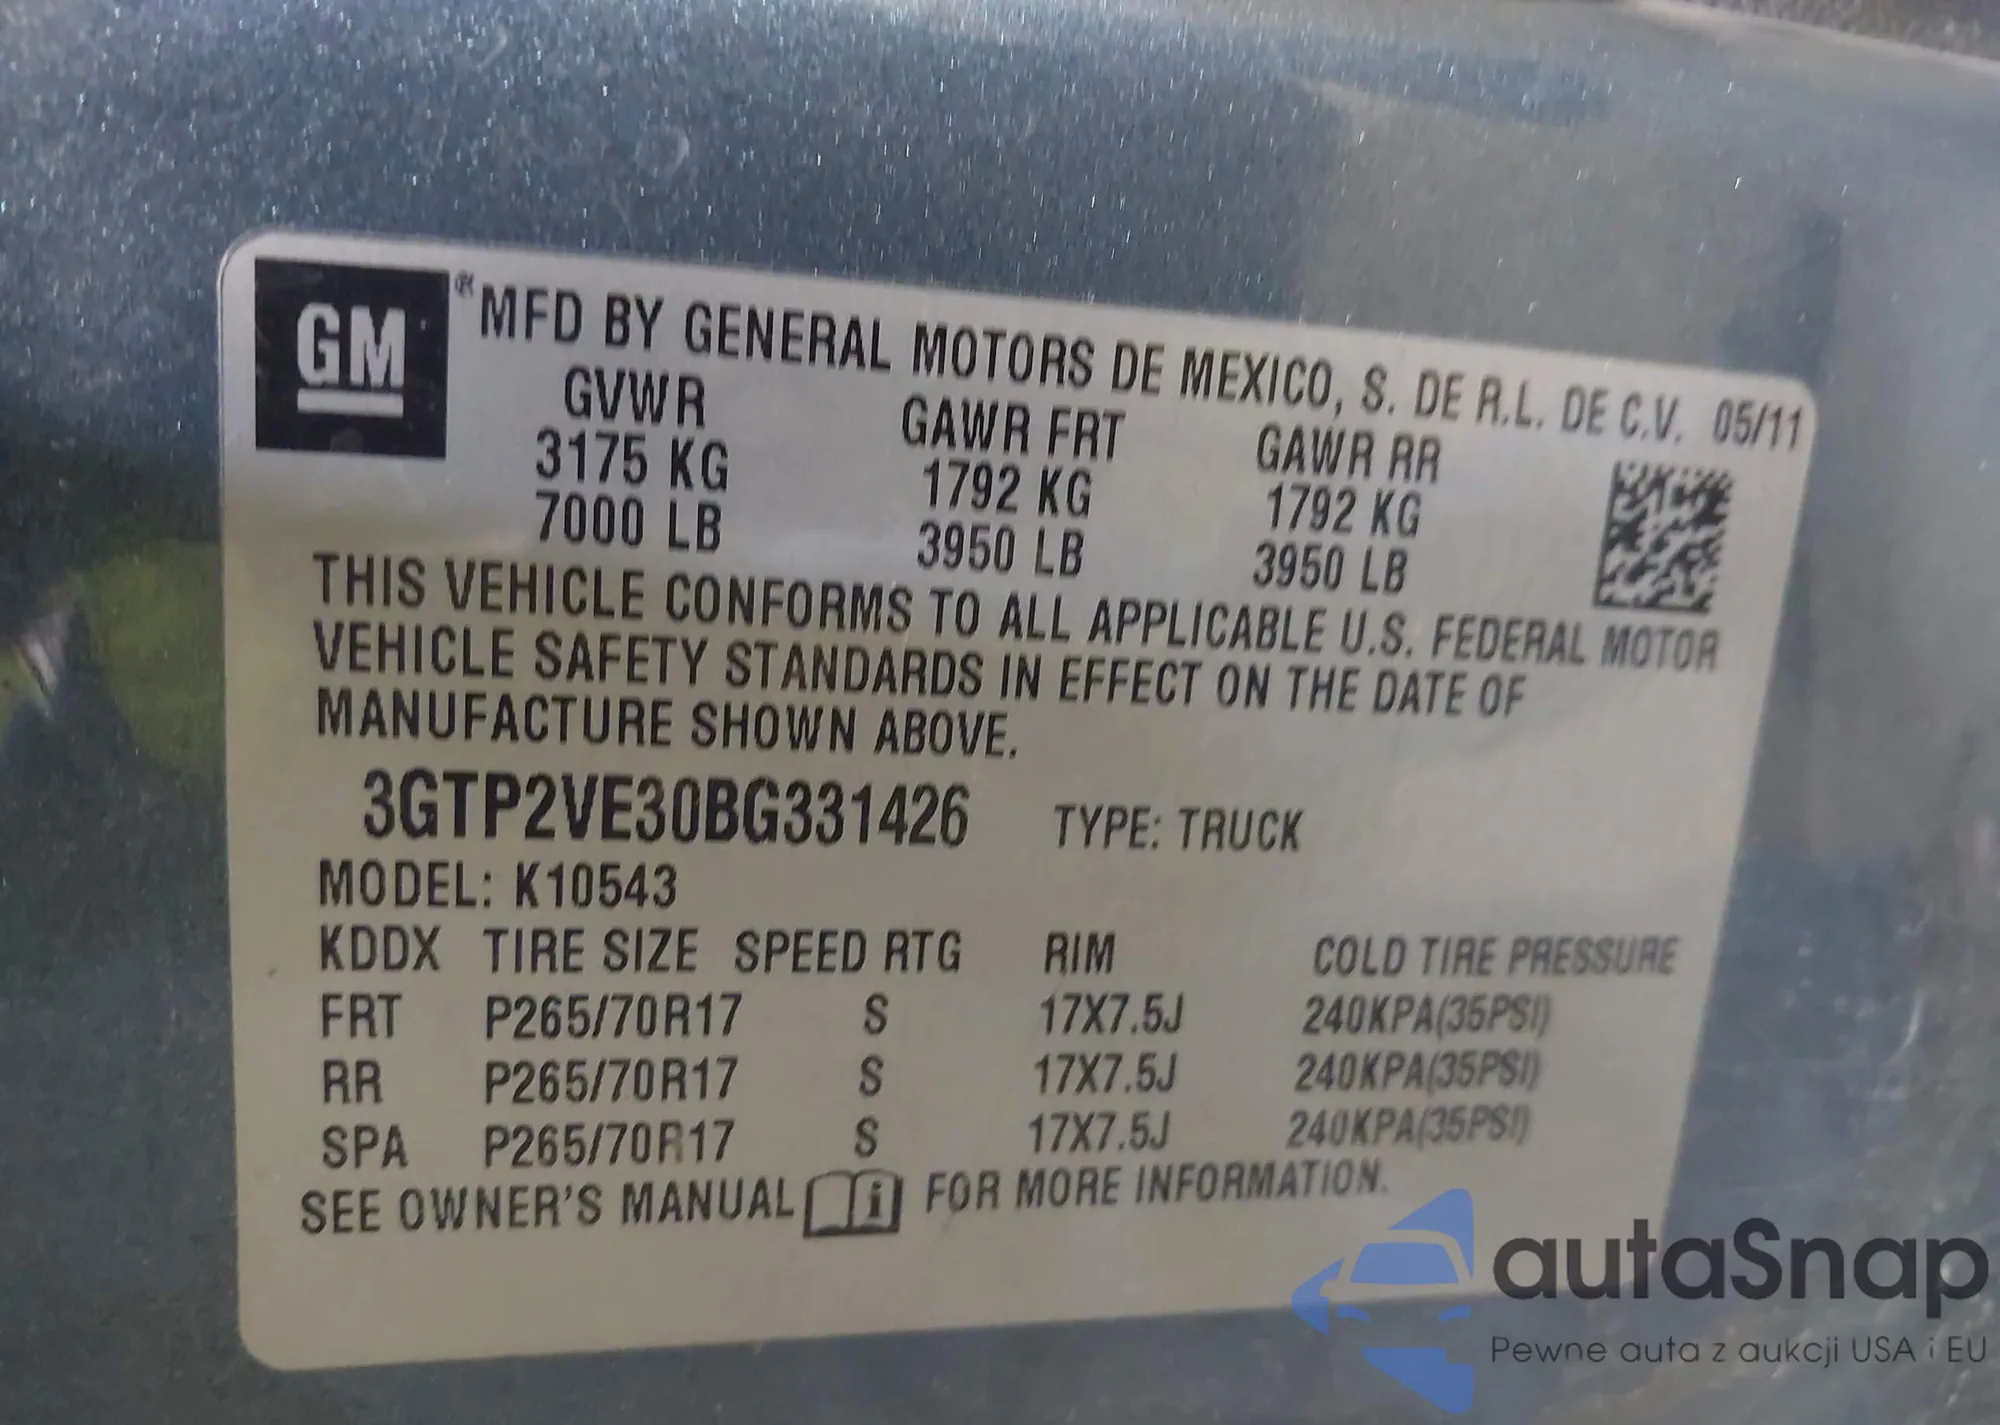 GM ® MFD BY GENERAL MOTORS DE MEXICO, S. DE R.L. DE C.V. 05/11
GVWR GAWR FRT GAWR RR
3175 KG 1792 KG 1792 KG
7000 LB 3950 LB 3950 LB
THIS VEHICLE CONFORMS TO ALL APPLICABLE U.S. FEDERAL MOTOR
VEHICLE SAFETY STANDARDS IN EFFECT ON THE DATE OF
MANUFACTURE SHOWN ABOVE.
3GTP2VE30BG331426 TYPE: TRUCK
MODEL: K10543
KDDX TIRE SIZE SPEED RTG RIM COLD TIRE PRESSURE
FRT P265/70R17 S 17X7.5J 240KPA(35PSI)
RR P265/70R17 S 17X7.5J 240KPA(35PSI)
SPA P265/70R17 S 17X7.5J 240KPA(35PSI)
SEE OWNER'S MANUAL i FOR MORE INFORMATION.
autaSnap
Pewne auta z aukcji USA i EU